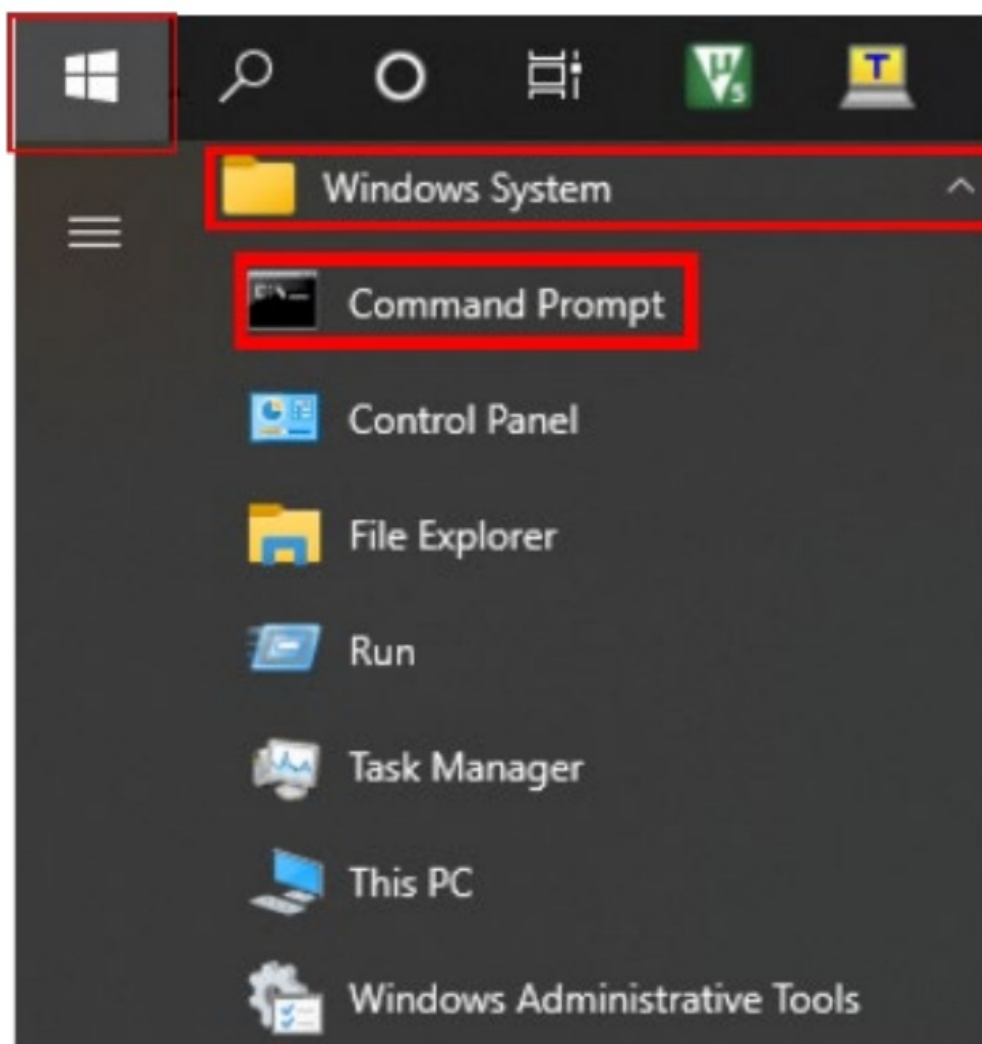 Windows System
Command Prompt
Control Panel
File Explorer
Run
Task Manager
This PC
Windows Administrative Tools